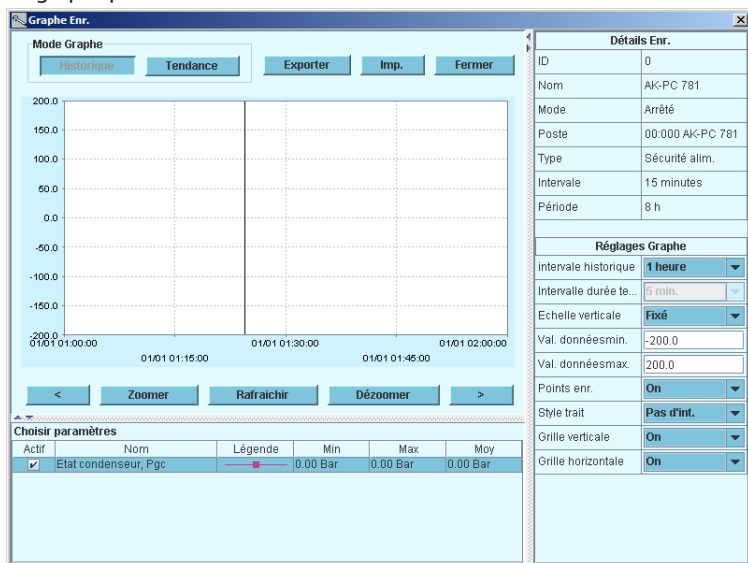 Graphe Enr.
Mode Graphe
Historique Tendance Exporter Imp. Fermer
200.0
150.0
100.0
50.0
0.0
-50.0
-100.0
-150.0
-200.0
01/01 01:00:00 01/01 01:30:00 01/01 02:00:00
01/01 01:15:00 01/01 01:45:00
< Zoomer Rafraichir Dézoomer >
Choisir paramètres
Actif Nom Légende Min Max Moy
Etat condenseur, Pgc 0.00 Bar 0.00 Bar 0.00 Bar
Détails Enr.
ID 0
Nom AK-PC 781
Mode Arrêté
Poste 00:000 AK-PC 781
Type Sécurité alim.
Intervale 15 minutes
Période 8 h
Réglages Graphe
intervale historique 1 heure
Intervalle durée te... 5 min.
Echelle verticale Fixé
Val. donnéesmin. -200.0
Val. donnéesmax. 200.0
Points enr. On
Style trait Pas d'int.
Grille verticale On
Grille horizontale On